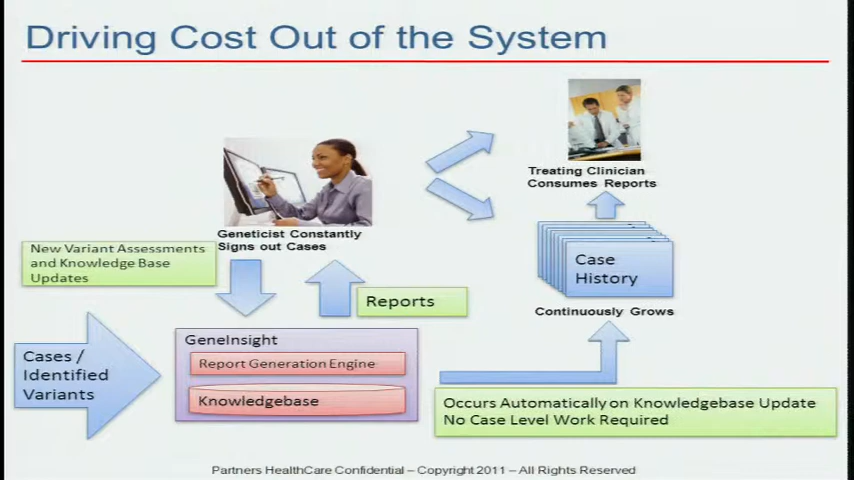 Driving Cost Out of the System
Treating Clinician
Consumes Reports
Geneticist Constantly
Signs out Cases
New Variant Assessments
and Knowledge Base
Updates
Case
History
Reports
Continuously Grows
GeneInsight
Cases /
Identified
Variants
Report Generation Engine
Knowledgebase
Occurs Automatically on Knowledgebase Update
No Case Level Work Required
Partners HealthCare Confidential – Copyright 2011 – All Rights Reserved